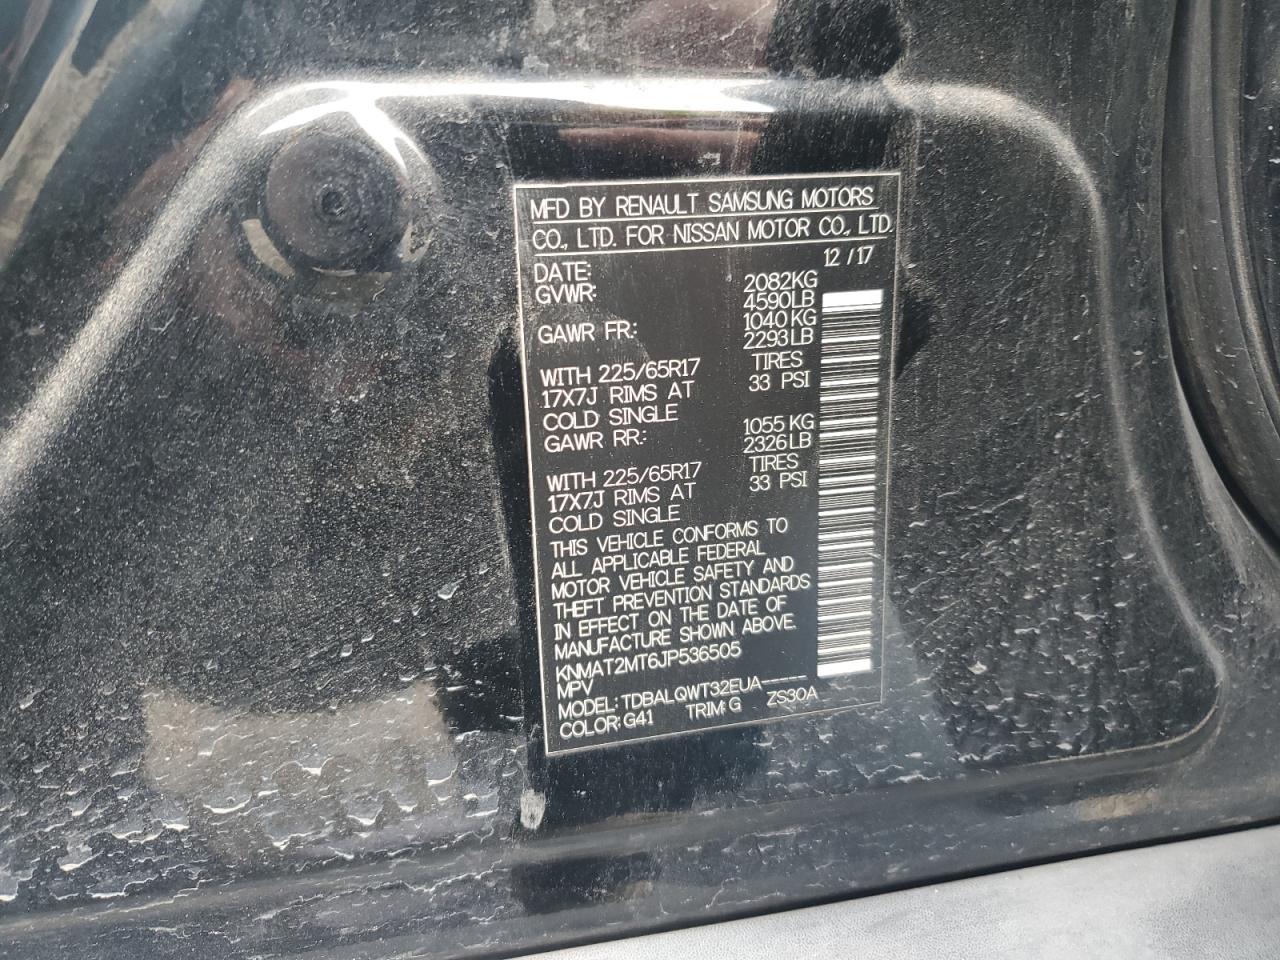 MFD BY RENAULT SAMSUNG MOTORS
CO., LTD. FOR NISSAN MOTOR CO., LTD.
DATE: 12 /17
GVWR: 2082KG
4590LB
GAWR FR: 1040KG
2293LB
WITH 225/65R17 TIRES
17X7J RIMS AT 33 PSI
COLD SINGLE
GAWR RR: 1055KG
2326LB
WITH 225/65R17 TIRES
17X7J RIMS AT 33 PSI
COLD SINGLE
THIS VEHICLE CONFORMS TO
ALL APPLICABLE FEDERAL
MOTOR VEHICLE SAFETY AND
THEFT PREVENTION STANDARDS
IN EFFECT ON THE DATE OF
MANUFACTURE SHOWN ABOVE.
KNMAT2MT6JP536505
MPV
MODEL: TDBALQWT32EUA-----
COLOR: G41 TRIM: G ZS30A